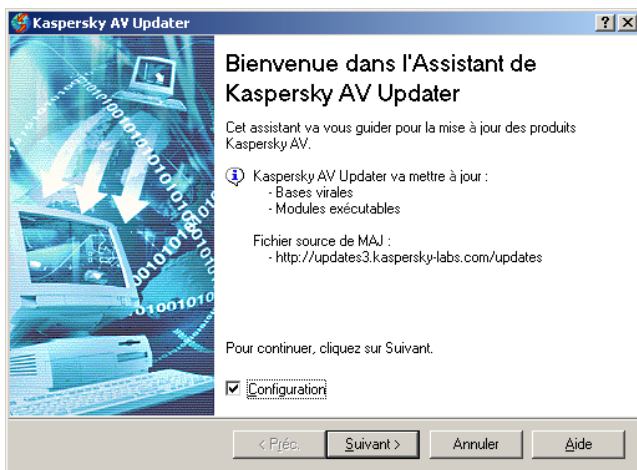 Kaspersky AV Updater
Bienvenue dans l'Assistant de
Kaspersky AV Updater
Cet assistant va vous guider pour la mise à jour des produits
Kaspersky AV.
Kaspersky AV Updater va mettre à jour :
- Bases virales
- Modules exécutables
Fichier source de MAJ :
- http://updates3.kaspersky-labs.com/updates
Pour continuer, cliquez sur Suivant.
Configuration
< Préc. Suivant > Annuler Aide